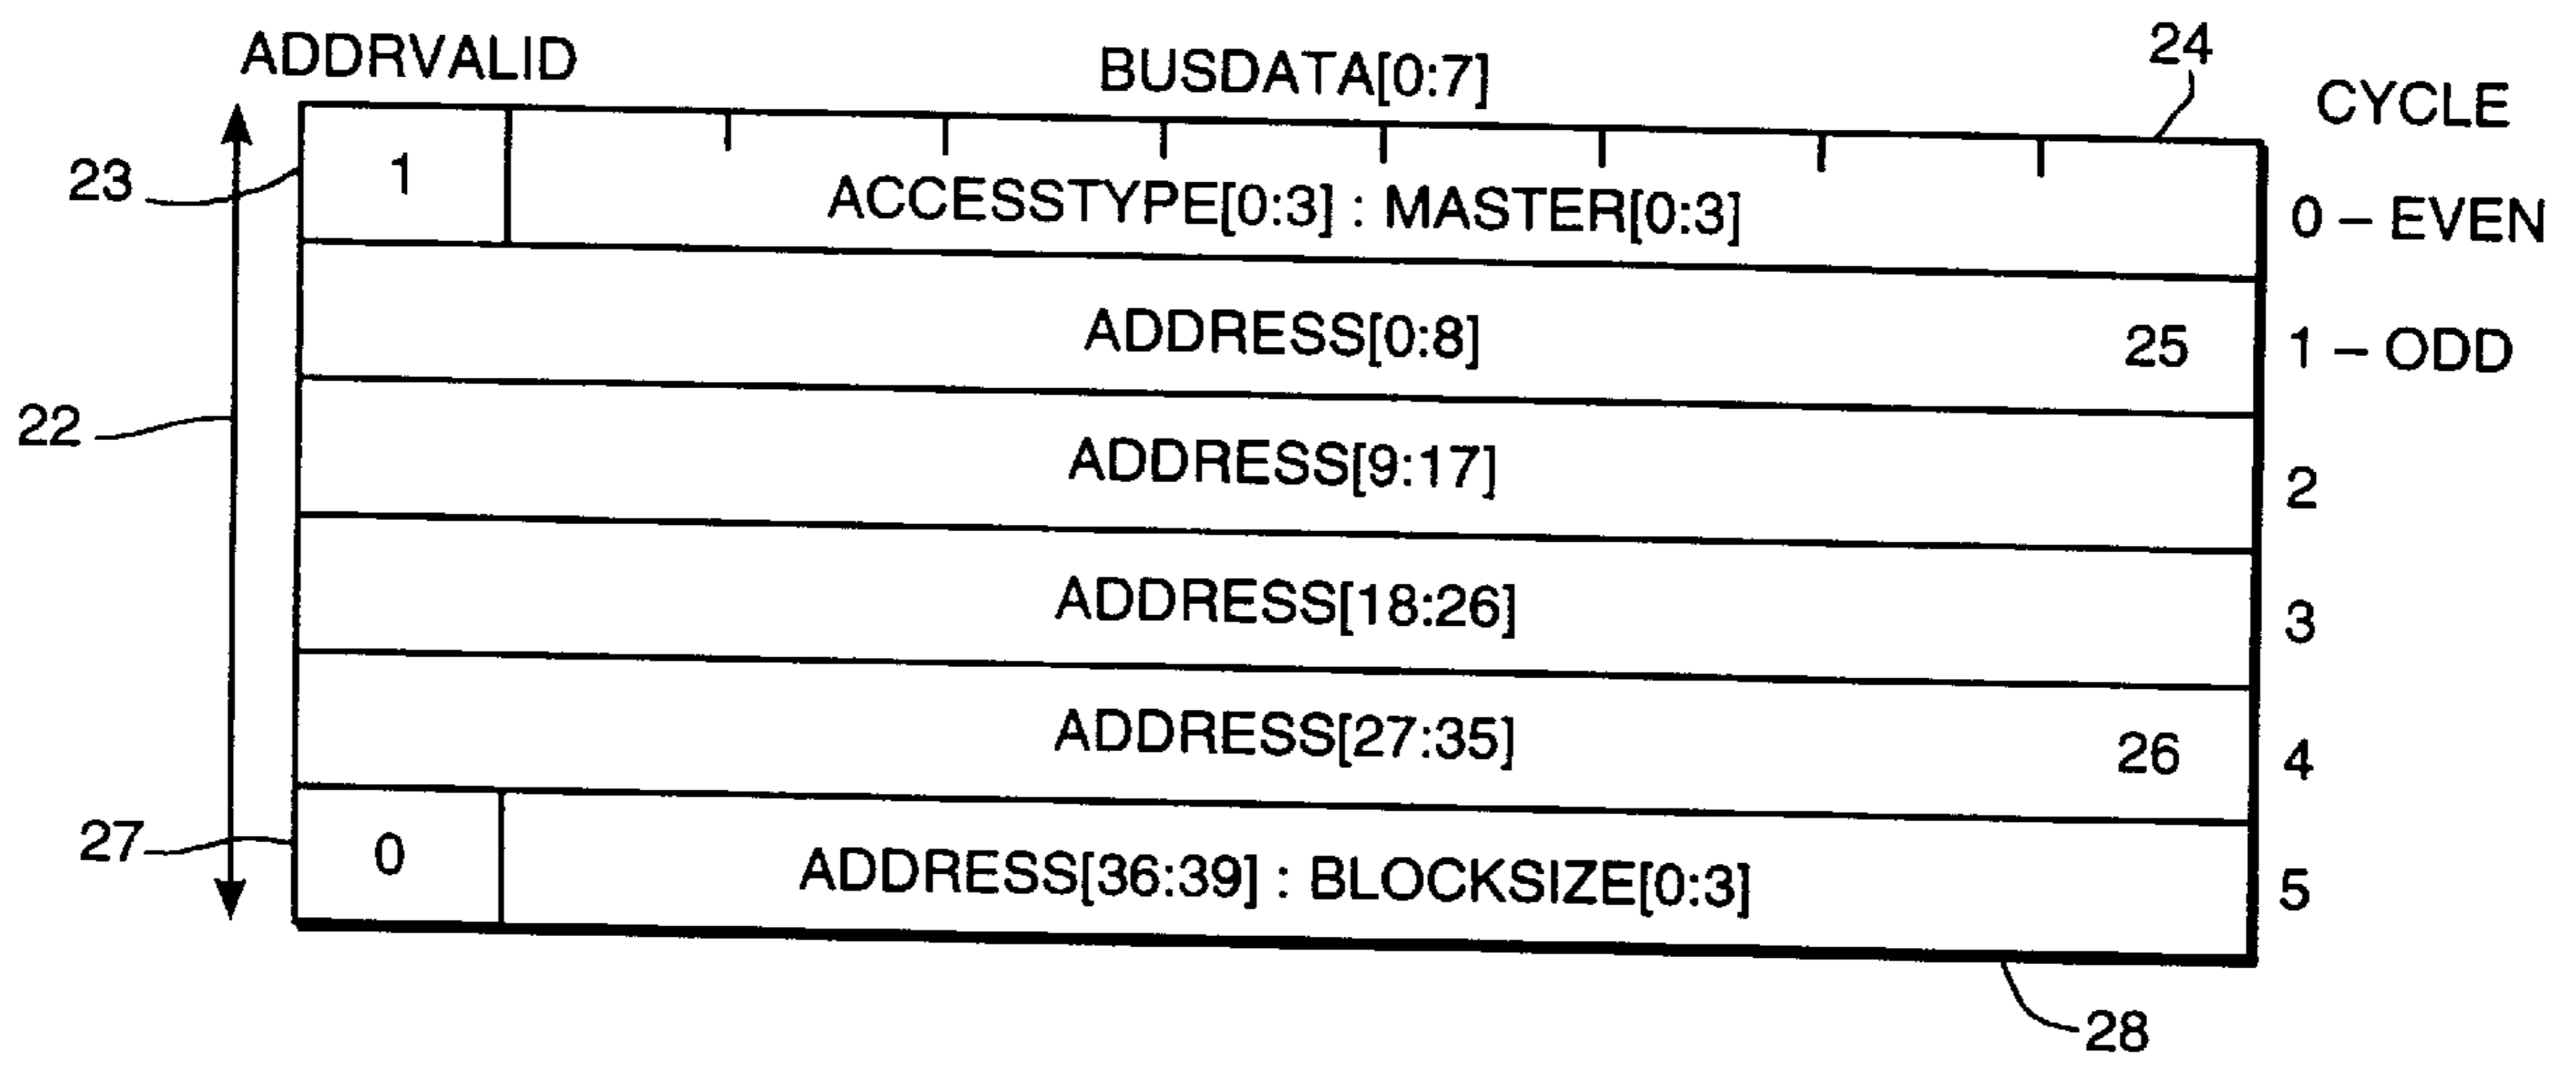 ADDRVALID BUSDATA[0:7] 24 CYCLE
23 1 ACCESSTYPE[0:3] : MASTER[0:3] 0 – EVEN
ADDRESS[0:8] 25 1 – ODD
22 ADDRESS[9:17] 2
ADDRESS[18:26] 3
ADDRESS[27:35] 26 4
27 0 ADDRESS[36:39] : BLOCKSIZE[0:3] 5
28